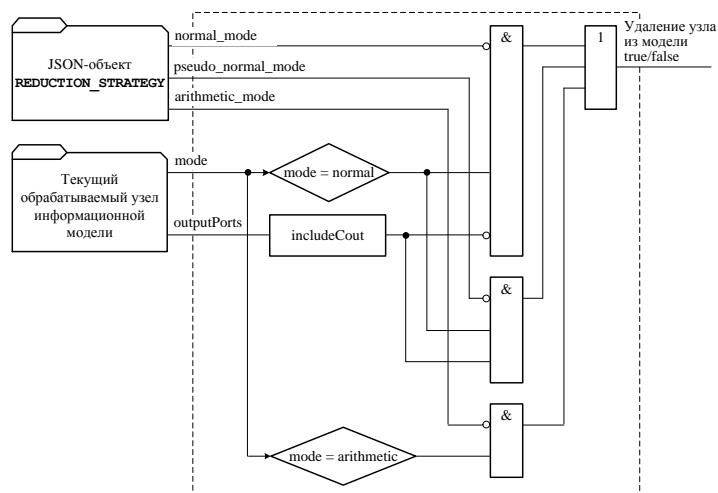 JSON-объект
REDUCTION_STRATEGY
normal_mode
pseudo_normal_mode
arithmetic_mode
&
1
Удаление узла
из модели
true/false
Текущий
обрабатываемый узел
информационной
модели
mode
outputPorts
mode = normal
includeCout
&
&
mode = arithmetic